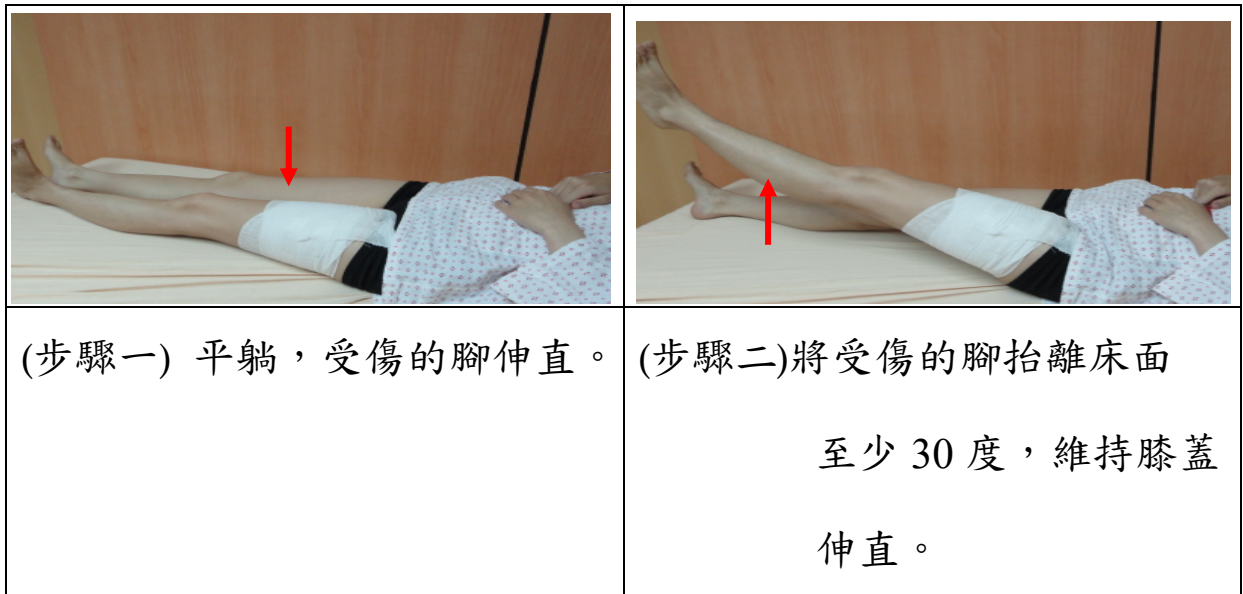 (步驟一) 平躺，受傷的腳伸直。
(步驟二)將受傷的腳抬離床面
至少 30 度，維持膝蓋
伸直。